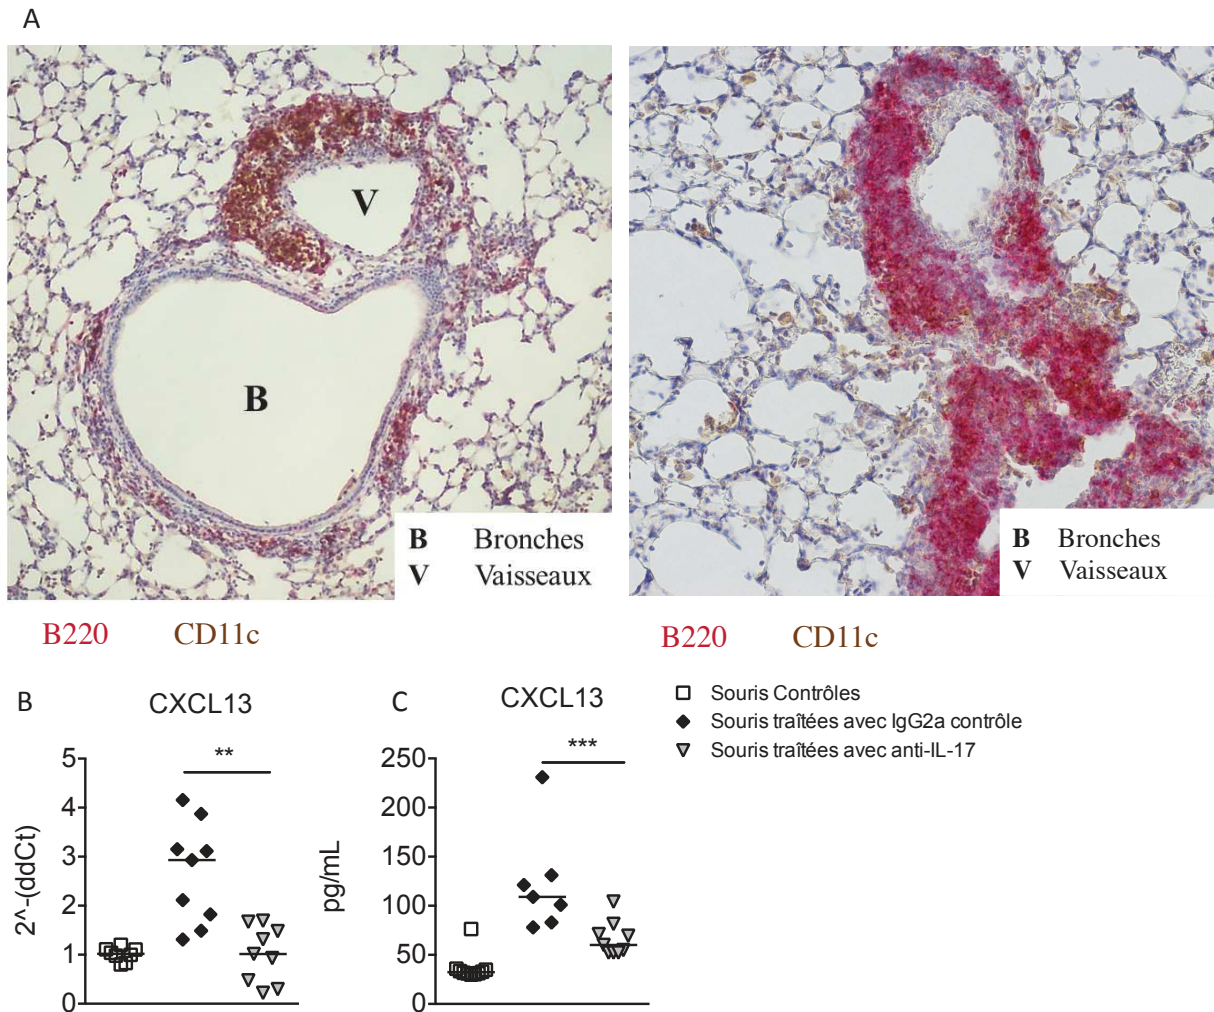 A
V
B
B Bronches
V Vaisseaux
B Bronches
V Vaisseaux
B220 CD11c
B220 CD11c
B
CXCL13
C
CXCL13
Souris Contrôles
Souris traîtées avec IgG2a contrôle
Souris traîtées avec anti-IL-17
**
***
2^-(ddCt)
5
4
3
2
1
0
pg/mL
250
200
150
100
50
0